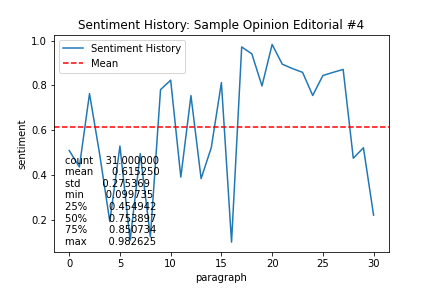 Sentiment History: Sample Opinion Editorial #4
Sentiment History
Mean
1.0
0.8
0.6
0.4
0.2
sentiment
count 31.000000
mean 0.615250
std 0.275369
min 0.099735
25% 0.454942
50% 0.753897
75% 0.850734
max 0.982625
0 5 10 15 20 25 30
paragraph